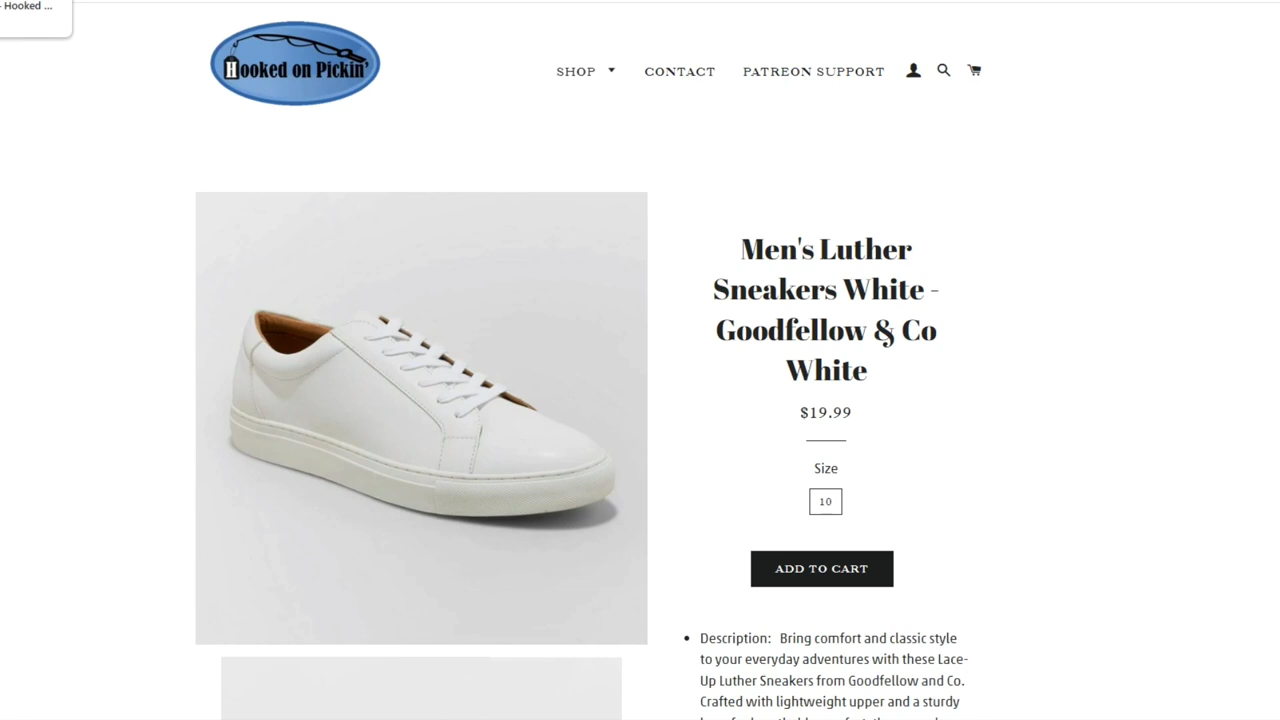 - Hooked ...
Hooked on Pickin'
SHOP CONTACT PATREON SUPPORT
Men's Luther
Sneakers White -
Goodfellow & Co
White
$19.99
Size
10
ADD TO CART
Description: Bring comfort and classic style
to your everyday adventures with these Lace-
Up Luther Sneakers from Goodfellow and Co.
Crafted with lightweight upper and a sturdy